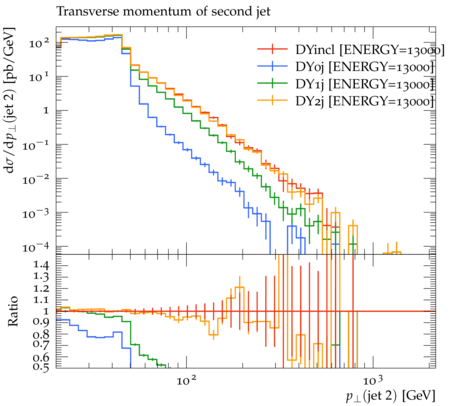 Transverse momentum of second jet
dσ/dp⊥(jet 2) [pb/GeV]
10²
10¹
1
10⁻¹
10⁻²
10⁻³
10⁻⁴
DYincl [ENERGY=13000]
DY0j [ENERGY=13000]
DY1j [ENERGY=13000]
DY2j [ENERGY=13000]
Ratio
1.4
1.3
1.2
1.1
1
0.9
0.8
0.7
0.6
0.5
10²
10³
p⊥(jet 2) [GeV]